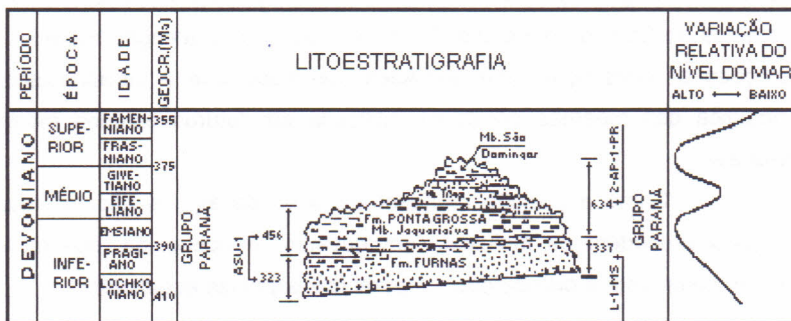 PERÍODO
ÉPOCA
IDADE
GEOCR.(Ma)
LITOESTRATIGRAFIA
VARIAÇÃO
RELATIVA DO
NÍVEL DO MAR
ALTO ⟷ BAIXO
DEVONIANO
SUPE-
RIOR
MÉDIO
INFE-
RIOR
FAMEN-
NIANO
FRAS-
NIANO
GIVE-
TIANO
EIFE-
LIANO
EMSIANO
PRAGI-
ANO
LOCHKO
VIANO
355
375
390
410
GRUPO
PARANÁ
ASU-1
456
323
Mb. São
Domingos
Fm. PONTA GROSSA
Mb. Jaguariaíva
Fm. FURNAS
634
337
2-AP-1-PR
L-1-MS
GRUPO
PARANÁ